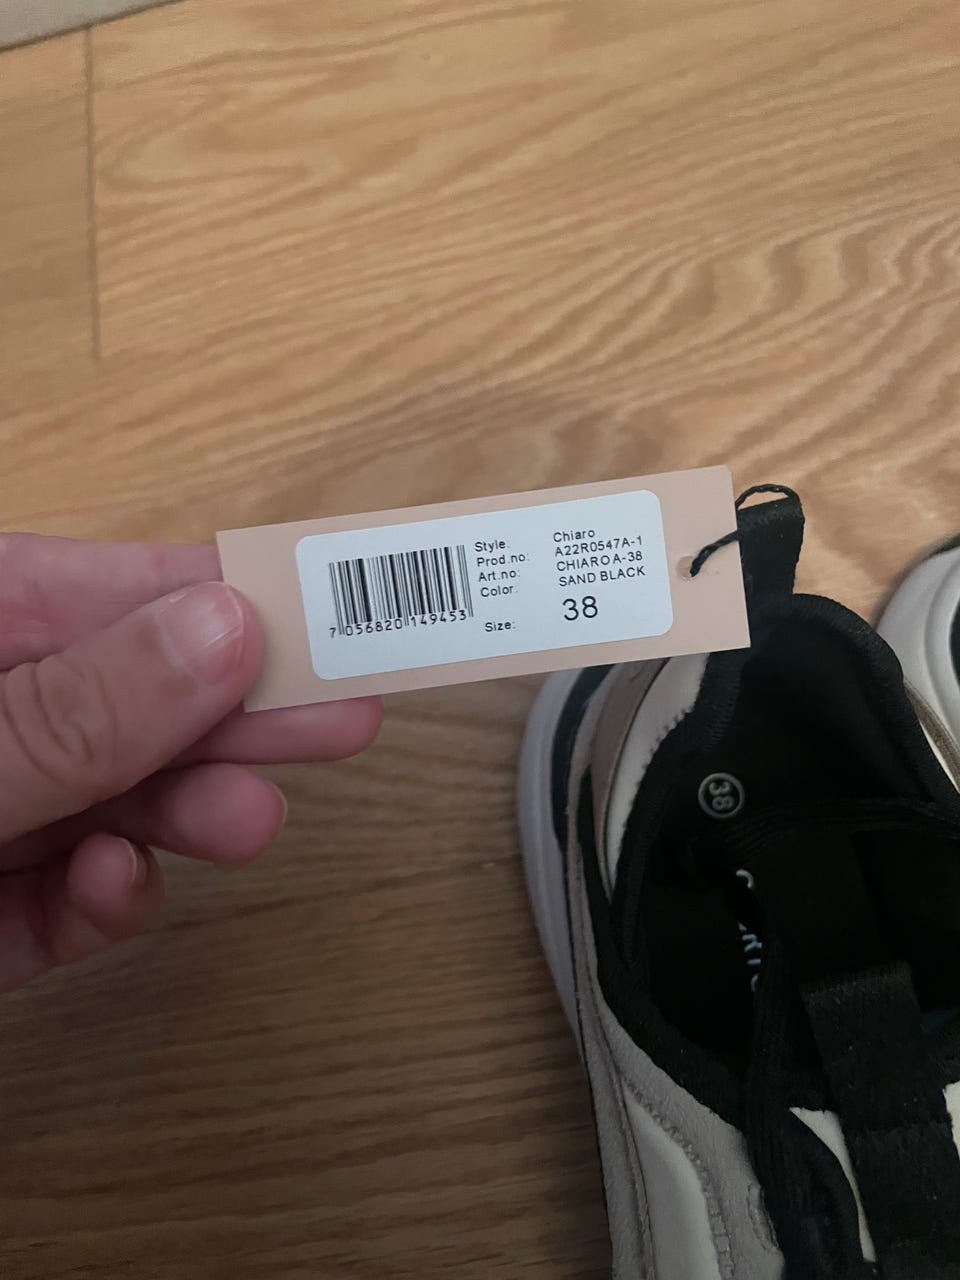 Style: Chiaro
Prod.no: A22R0547A-1
Art.no: CHIARO A-38
Color: SAND BLACK
Size: 38
7 056820 149453
38